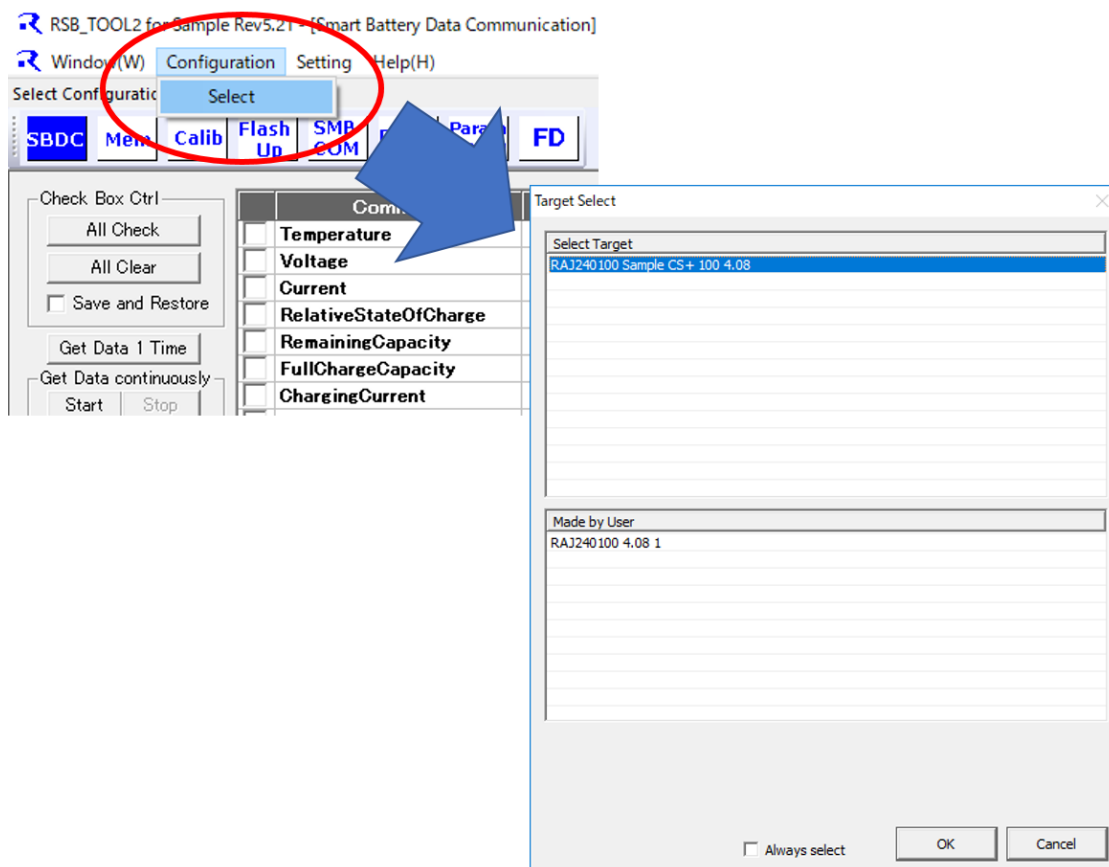 RSB_TOOL2 for Sample Rev5.21 - [Smart Battery Data Communication]
Window(W) Configuration Setting Help(H)
Select Configuratio
Select
SBDC Mem Calib Flash Up SMB COM Param FD
Check Box Ctrl
All Check
All Clear
Save and Restore
Get Data 1 Time
Get Data continuously
Start Stop
Com
Temperature
Voltage
Current
RelativeStateOfCharge
RemainingCapacity
FullChargeCapacity
ChargingCurrent
Target Select
Select Target
RAJ240100 Sample CS+ 100 4.08
Made by User
RAJ240100 4.08 1
Always select OK Cancel